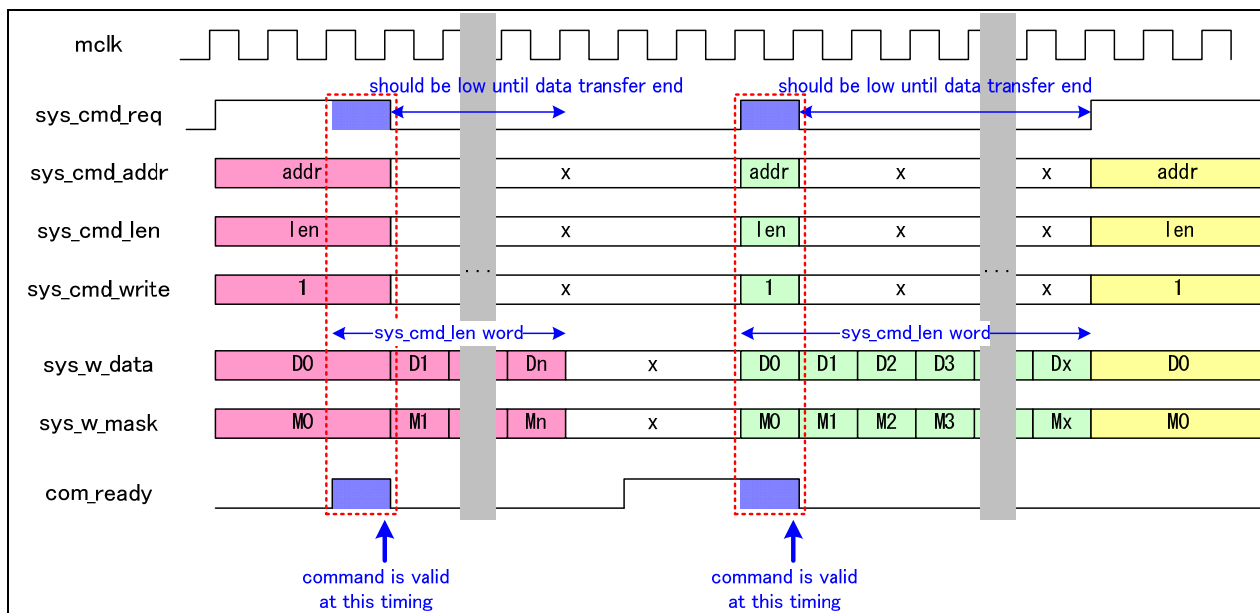 mclk
should be low until data transfer end should be low until data transfer end
sys_cmd_req
sys_cmd_addr addr x addr x x addr
sys_cmd_len len x len x x len
...  ...
sys_cmd_write 1 x 1 x x 1
sys_cmd_len word sys_cmd_len word
sys_w_data D0 D1 Dn x D0 D1 D2 D3 Dx D0
sys_w_mask M0 M1 Mn x M0 M1 M2 M3 Mx M0
com_ready
command is valid command is valid
at this timing at this timing